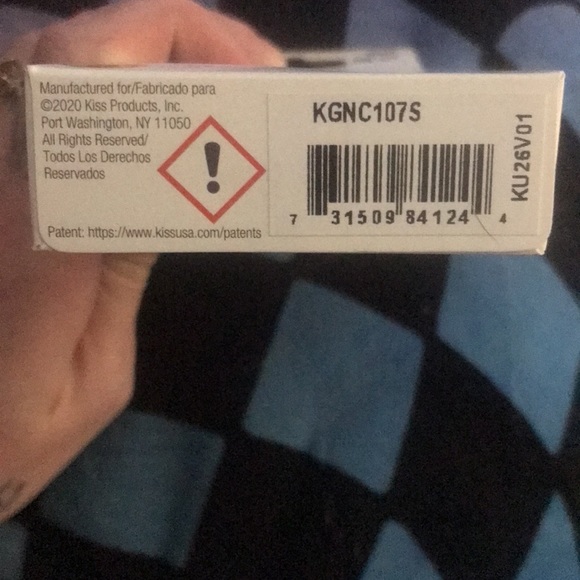 Manufactured for/Fabricado para
©2020 Kiss Products, Inc.
Port Washington, NY 11050
All Rights Reserved/
Todos Los Derechos
Reservados
Patent: https://www.kissusa.com/patents
KGNC107S
7 31509 84124 4
KU26V01